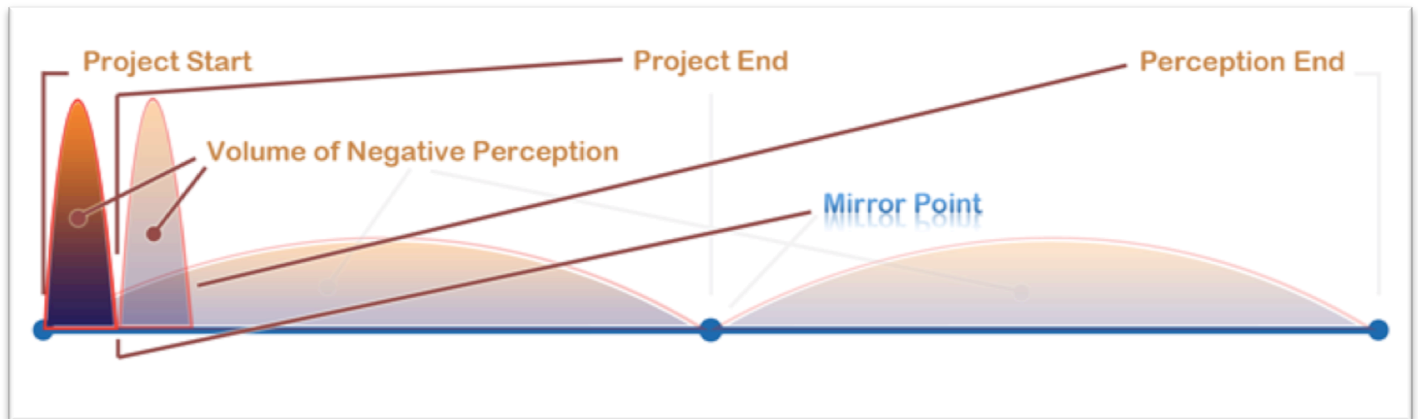 Project Start
Project End
Perception End
Volume of Negative Perception
Mirror Point